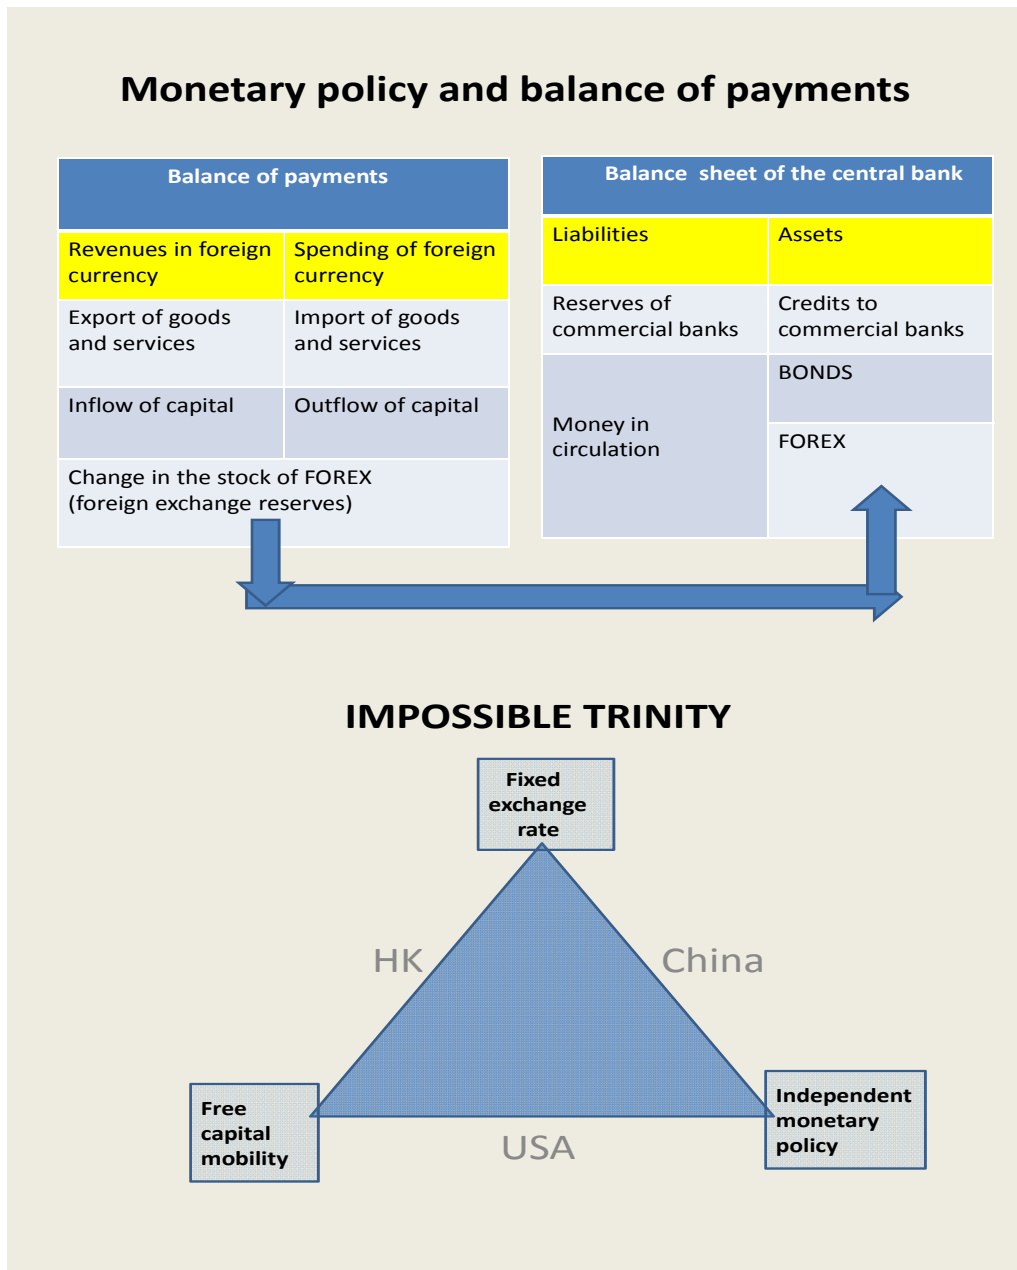 Monetary policy and balance of payments
Balance of payments
Revenues in foreign
currency
Spending of foreign
currency
Export of goods
and services
Import of goods
and services
Inflow of capital
Outflow of capital
Change in the stock of FOREX
(foreign exchange reserves)
Balance sheet of the central bank
Liabilities
Assets
Reserves of
commercial banks
Credits to
commercial banks
Money in
circulation
BONDS
FOREX
IMPOSSIBLE TRINITY
Fixed
exchange
rate
HK
China
Free
capital
mobility
Independent
monetary
policy
USA